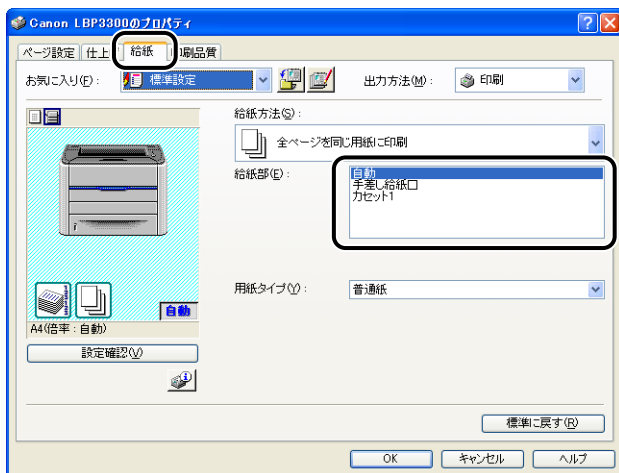 Canon LBP3300のプロパティ
ページ設定 仕上 給紙 印刷品質
お気に入り(F): 標準設定 出力方法(M): 印刷
給紙方法(S):
全ページを同じ用紙に印刷
給紙部(E): 自動
手差し給紙口
カセット1
用紙タイプ(Y): 普通紙
自動
A4(倍率:自動)
設定確認(V)
標準に戻す(R)
OK キャンセル ヘルプ